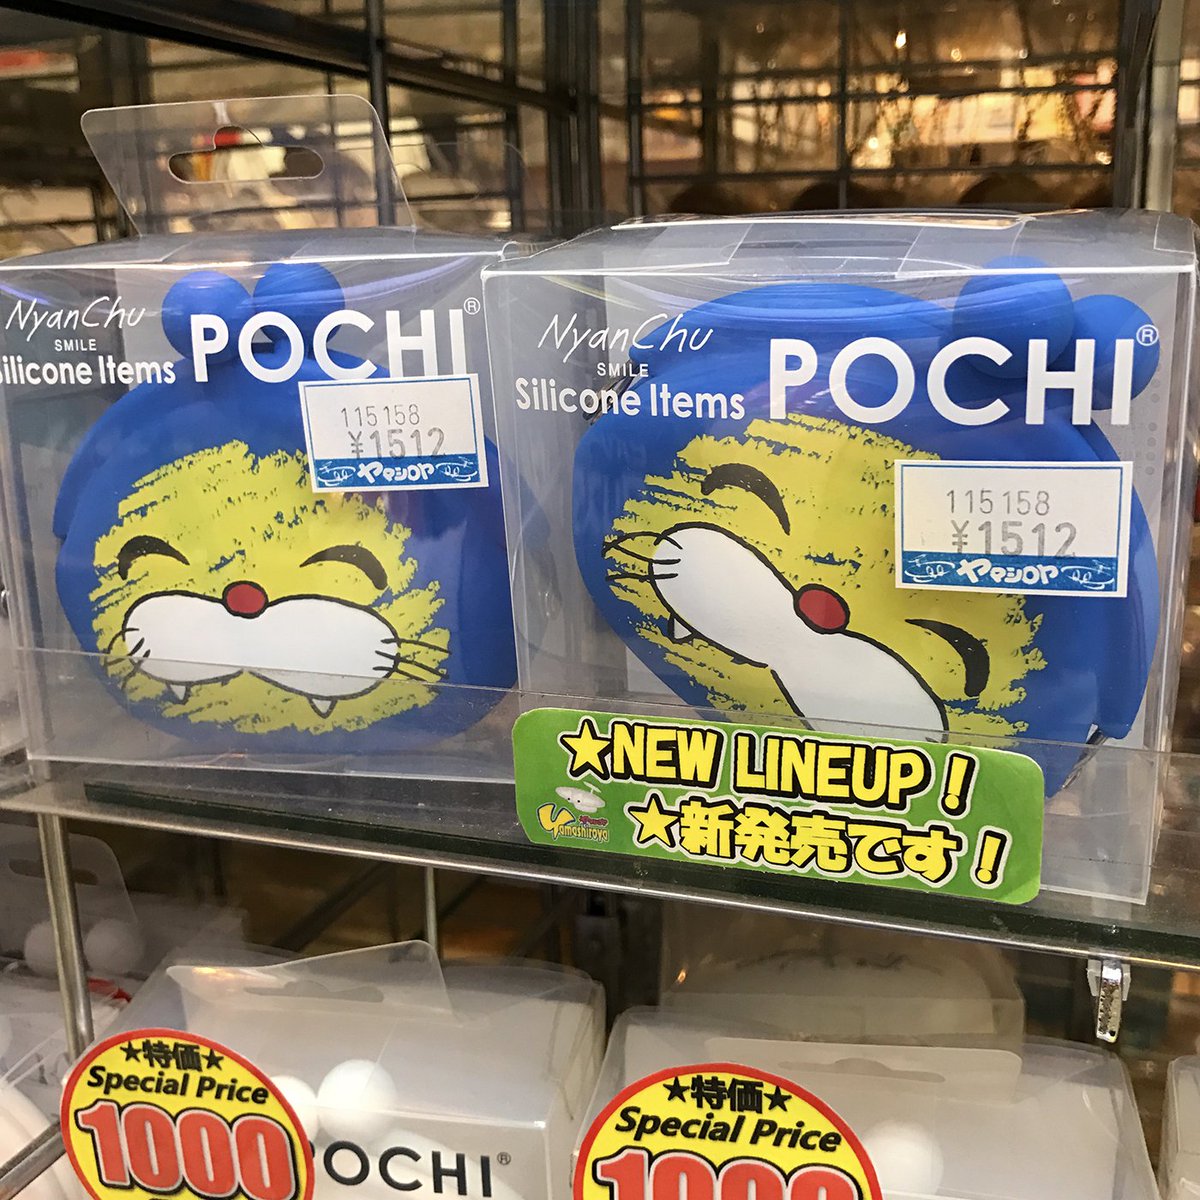 NyanChu
SMILE
Silicone Items
POCHI®
115158
¥1512
ヤマシロヤ
NyanChu
SMILE
Silicone Items
POCHI®
115158
¥1512
ヤマシロヤ
★NEW LINEUP!
★新発売です!
Yamashiroya
★特価★
Special Price
1000
POCHI®
★特価★
Special Price
1000